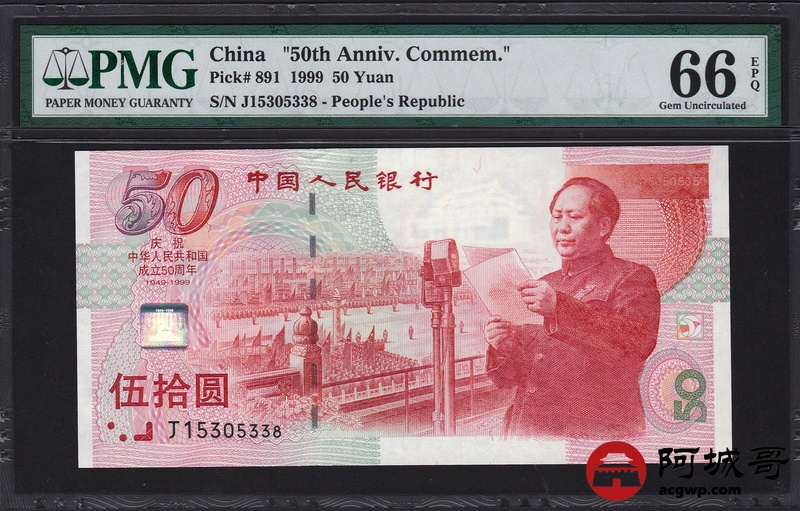 PMG
PAPER MONEY GUARANTY
China "50th Anniv. Commem."
Pick# 891 1999 50 Yuan
S/N J15305338 - People's Republic
66
EPQ
Gem Uncirculated
50
中国人民银行
庆祝
中华人民共和国
成立50周年
1949-1999
伍拾圆
J15305338
50
阿城哥
acgwp.com